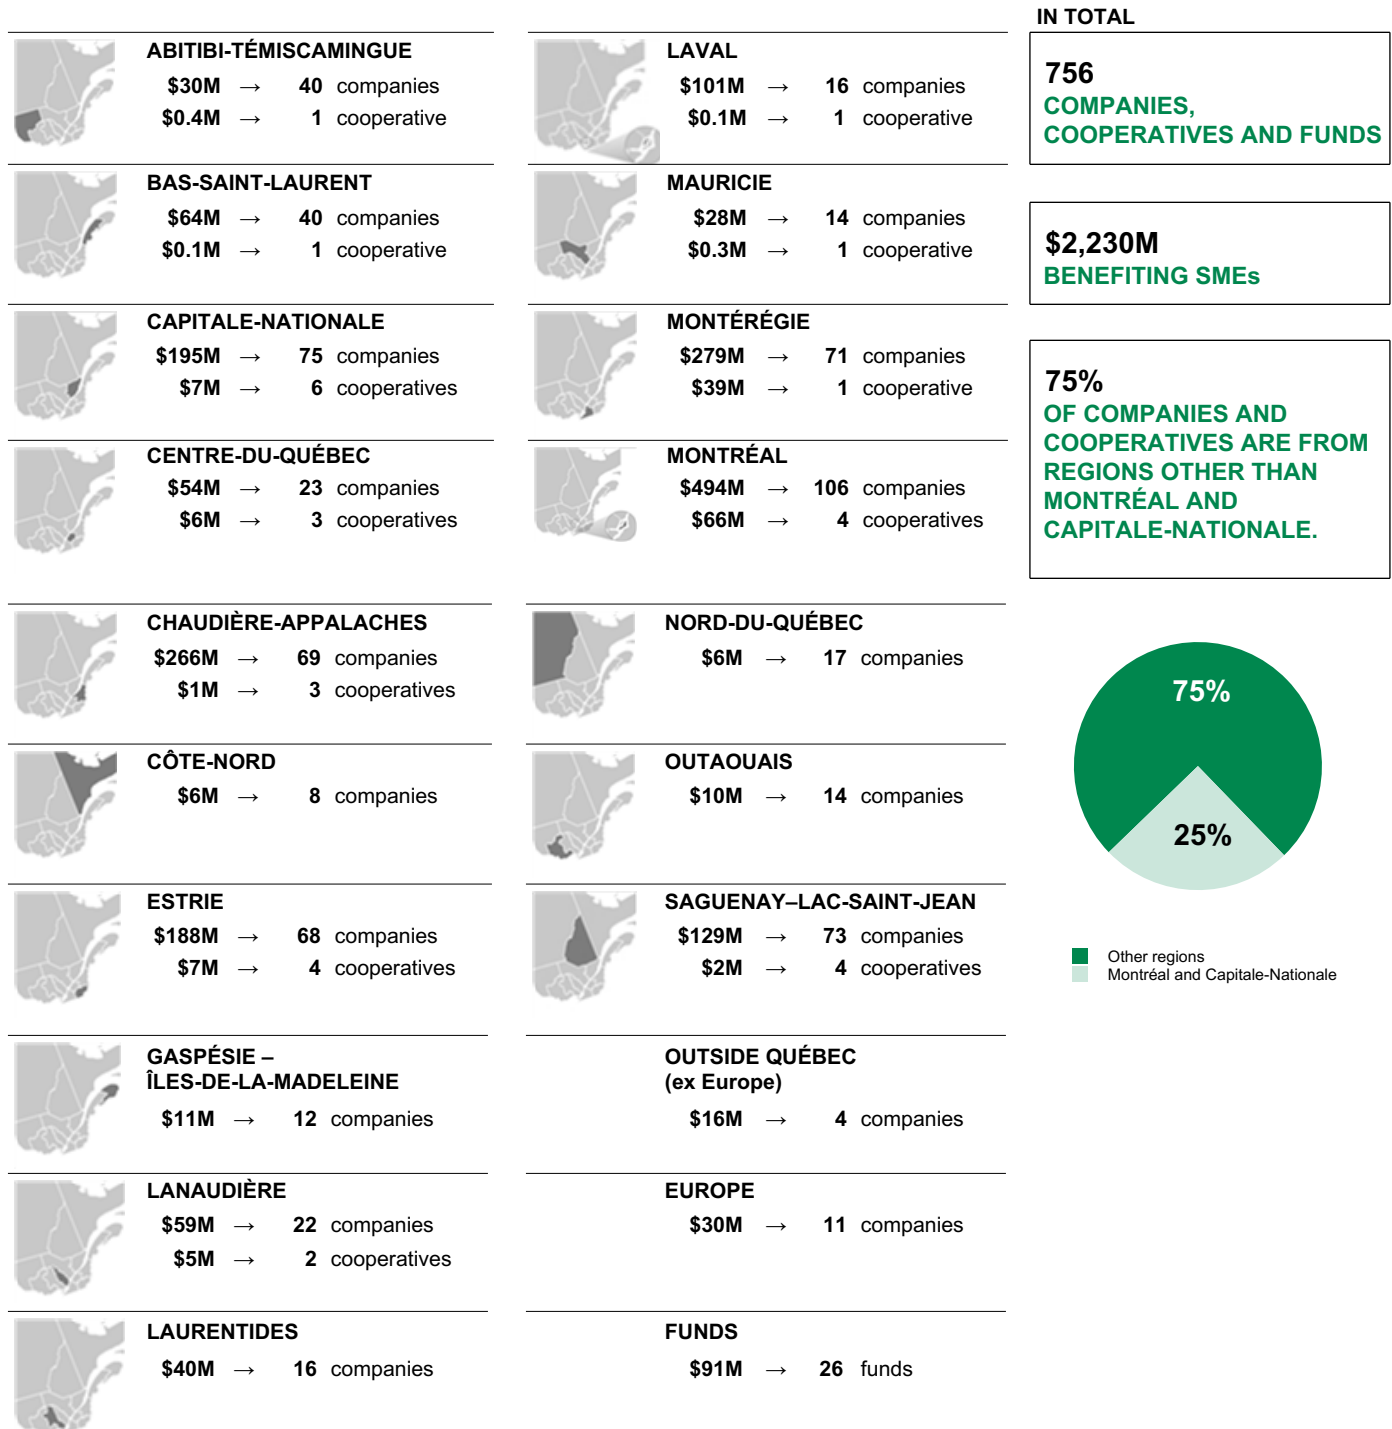 ABITIBI-TÉMISCAMINGUE
$30M → 40 companies
$0.4M → 1 cooperative
BAS-SAINT-LAURENT
$64M → 40 companies
$0.1M → 1 cooperative
CAPITALE-NATIONALE
$195M → 75 companies
$7M → 6 cooperatives
CENTRE-DU-QUÉBEC
$54M → 23 companies
$6M → 3 cooperatives
CHAUDIÈRE-APPALACHES
$266M → 69 companies
$1M → 3 cooperatives
CÔTE-NORD
$6M → 8 companies
ESTRIE
$188M → 68 companies
$7M → 4 cooperatives
GASPÉSIE –
ÎLES-DE-LA-MADELEINE
$11M → 12 companies
LANAUDIÈRE
$59M → 22 companies
$5M → 2 cooperatives
LAURENTIDES
$40M → 16 companies
LAVAL
$101M → 16 companies
$0.1M → 1 cooperative
MAURICIE
$28M → 14 companies
$0.3M → 1 cooperative
MONTÉRÉGIE
$279M → 71 companies
$39M → 1 cooperative
MONTRÉAL
$494M → 106 companies
$66M → 4 cooperatives
NORD-DU-QUÉBEC
$6M → 17 companies
OUTAOUAIS
$10M → 14 companies
SAGUENAY–LAC-SAINT-JEAN
$129M → 73 companies
$2M → 4 cooperatives
OUTSIDE QUÉBEC
(ex Europe)
$16M → 4 companies
EUROPE
$30M → 11 companies
FUNDS
$91M → 26 funds
IN TOTAL
756
COMPANIES,
COOPERATIVES AND FUNDS
$2,230M
BENEFITING SMEs
75%
OF COMPANIES AND
COOPERATIVES ARE FROM
REGIONS OTHER THAN
MONTRÉAL AND
CAPITALE-NATIONALE.
75%
25%
Other regions
Montréal and Capitale-Nationale